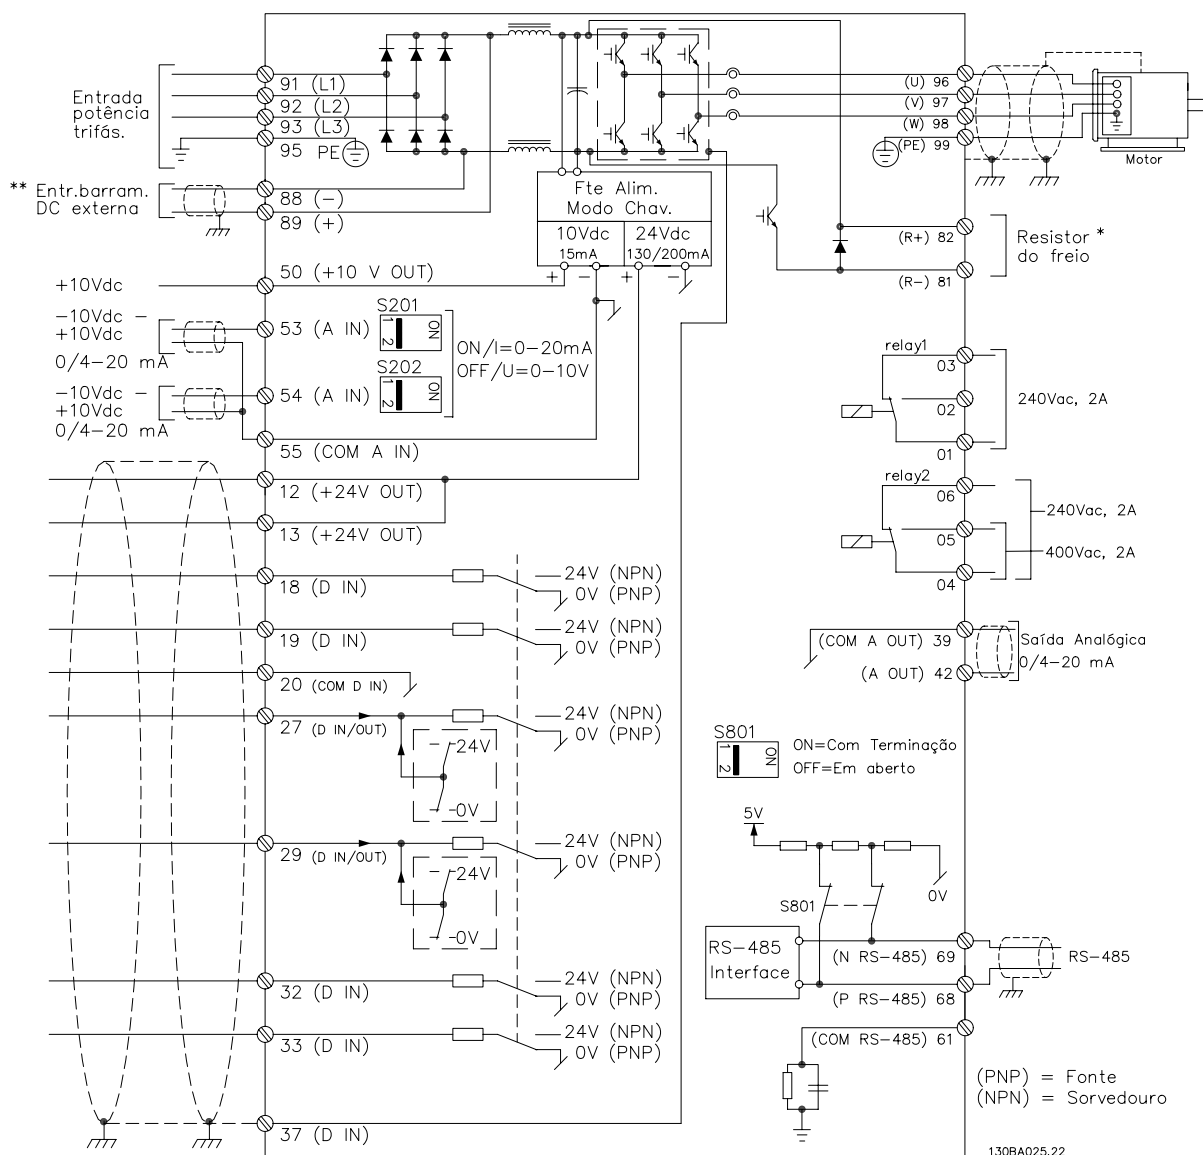 Entrada
potência
trifás.
91 (L1)
92 (L2)
93 (L3)
95 PE
** Entr.barram.
DC externa
88 (−)
89 (+)
+10Vdc
50 (+10 V OUT)
−10Vdc −
+10Vdc
0/4−20 mA
53 (A IN)
S201
1 2
ON
ON/I=0−20mA
OFF/U=0−10V
S202
1 2
ON
−10Vdc −
+10Vdc
0/4−20 mA
54 (A IN)
55 (COM A IN)
12 (+24V OUT)
13 (+24V OUT)
18 (D IN)
24V (NPN)
0V (PNP)
19 (D IN)
24V (NPN)
0V (PNP)
20 (COM D IN)
27 (D IN/OUT)
24V (NPN)
0V (PNP)
24V
0V
29 (D IN/OUT)
24V (NPN)
0V (PNP)
24V
0V
32 (D IN)
24V (NPN)
0V (PNP)
33 (D IN)
24V (NPN)
0V (PNP)
37 (D IN)
Fte Alim.
Modo Chav.
10Vdc
15mA
24Vdc
130/200mA
+ − + −
(U) 96
(V) 97
(W) 98
(PE) 99
Motor
(R+) 82
Resistor *
do freio
(R−) 81
relay1
03
02
01
240Vac, 2A
relay2
06
05
04
240Vac, 2A
400Vac, 2A
(COM A OUT) 39
(A OUT) 42
Saída Analógica
0/4−20 mA
S801
1 2
ON
ON=Com Terminação
OFF=Em aberto
5V
S801
0V
RS−485
Interface
(N RS−485) 69
RS−485
(P RS−485) 68
(COM RS−485) 61
(PNP) = Fonte
(NPN) = Sorvedouro
130BA025.22